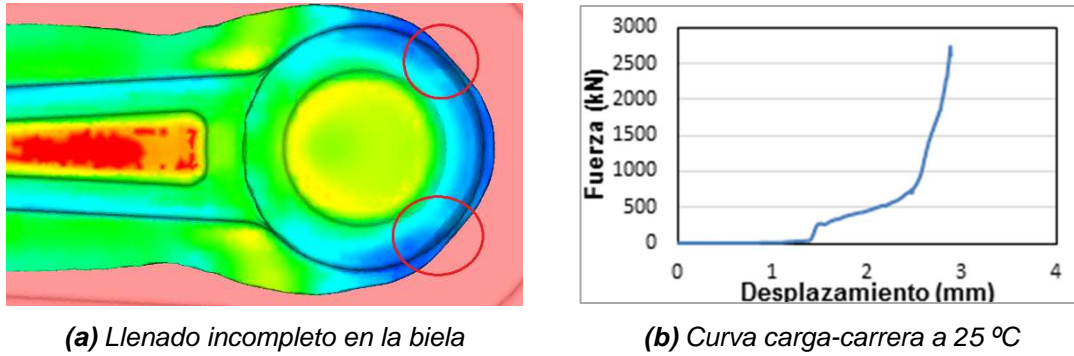 3000
2500
2000
1500
1000
500
0
Fuerza (kN)
0 1 2 3 4
Desplazamiento (mm)
(a) Llenado incompleto en la biela
(b) Curva carga-carrera a 25 ºC